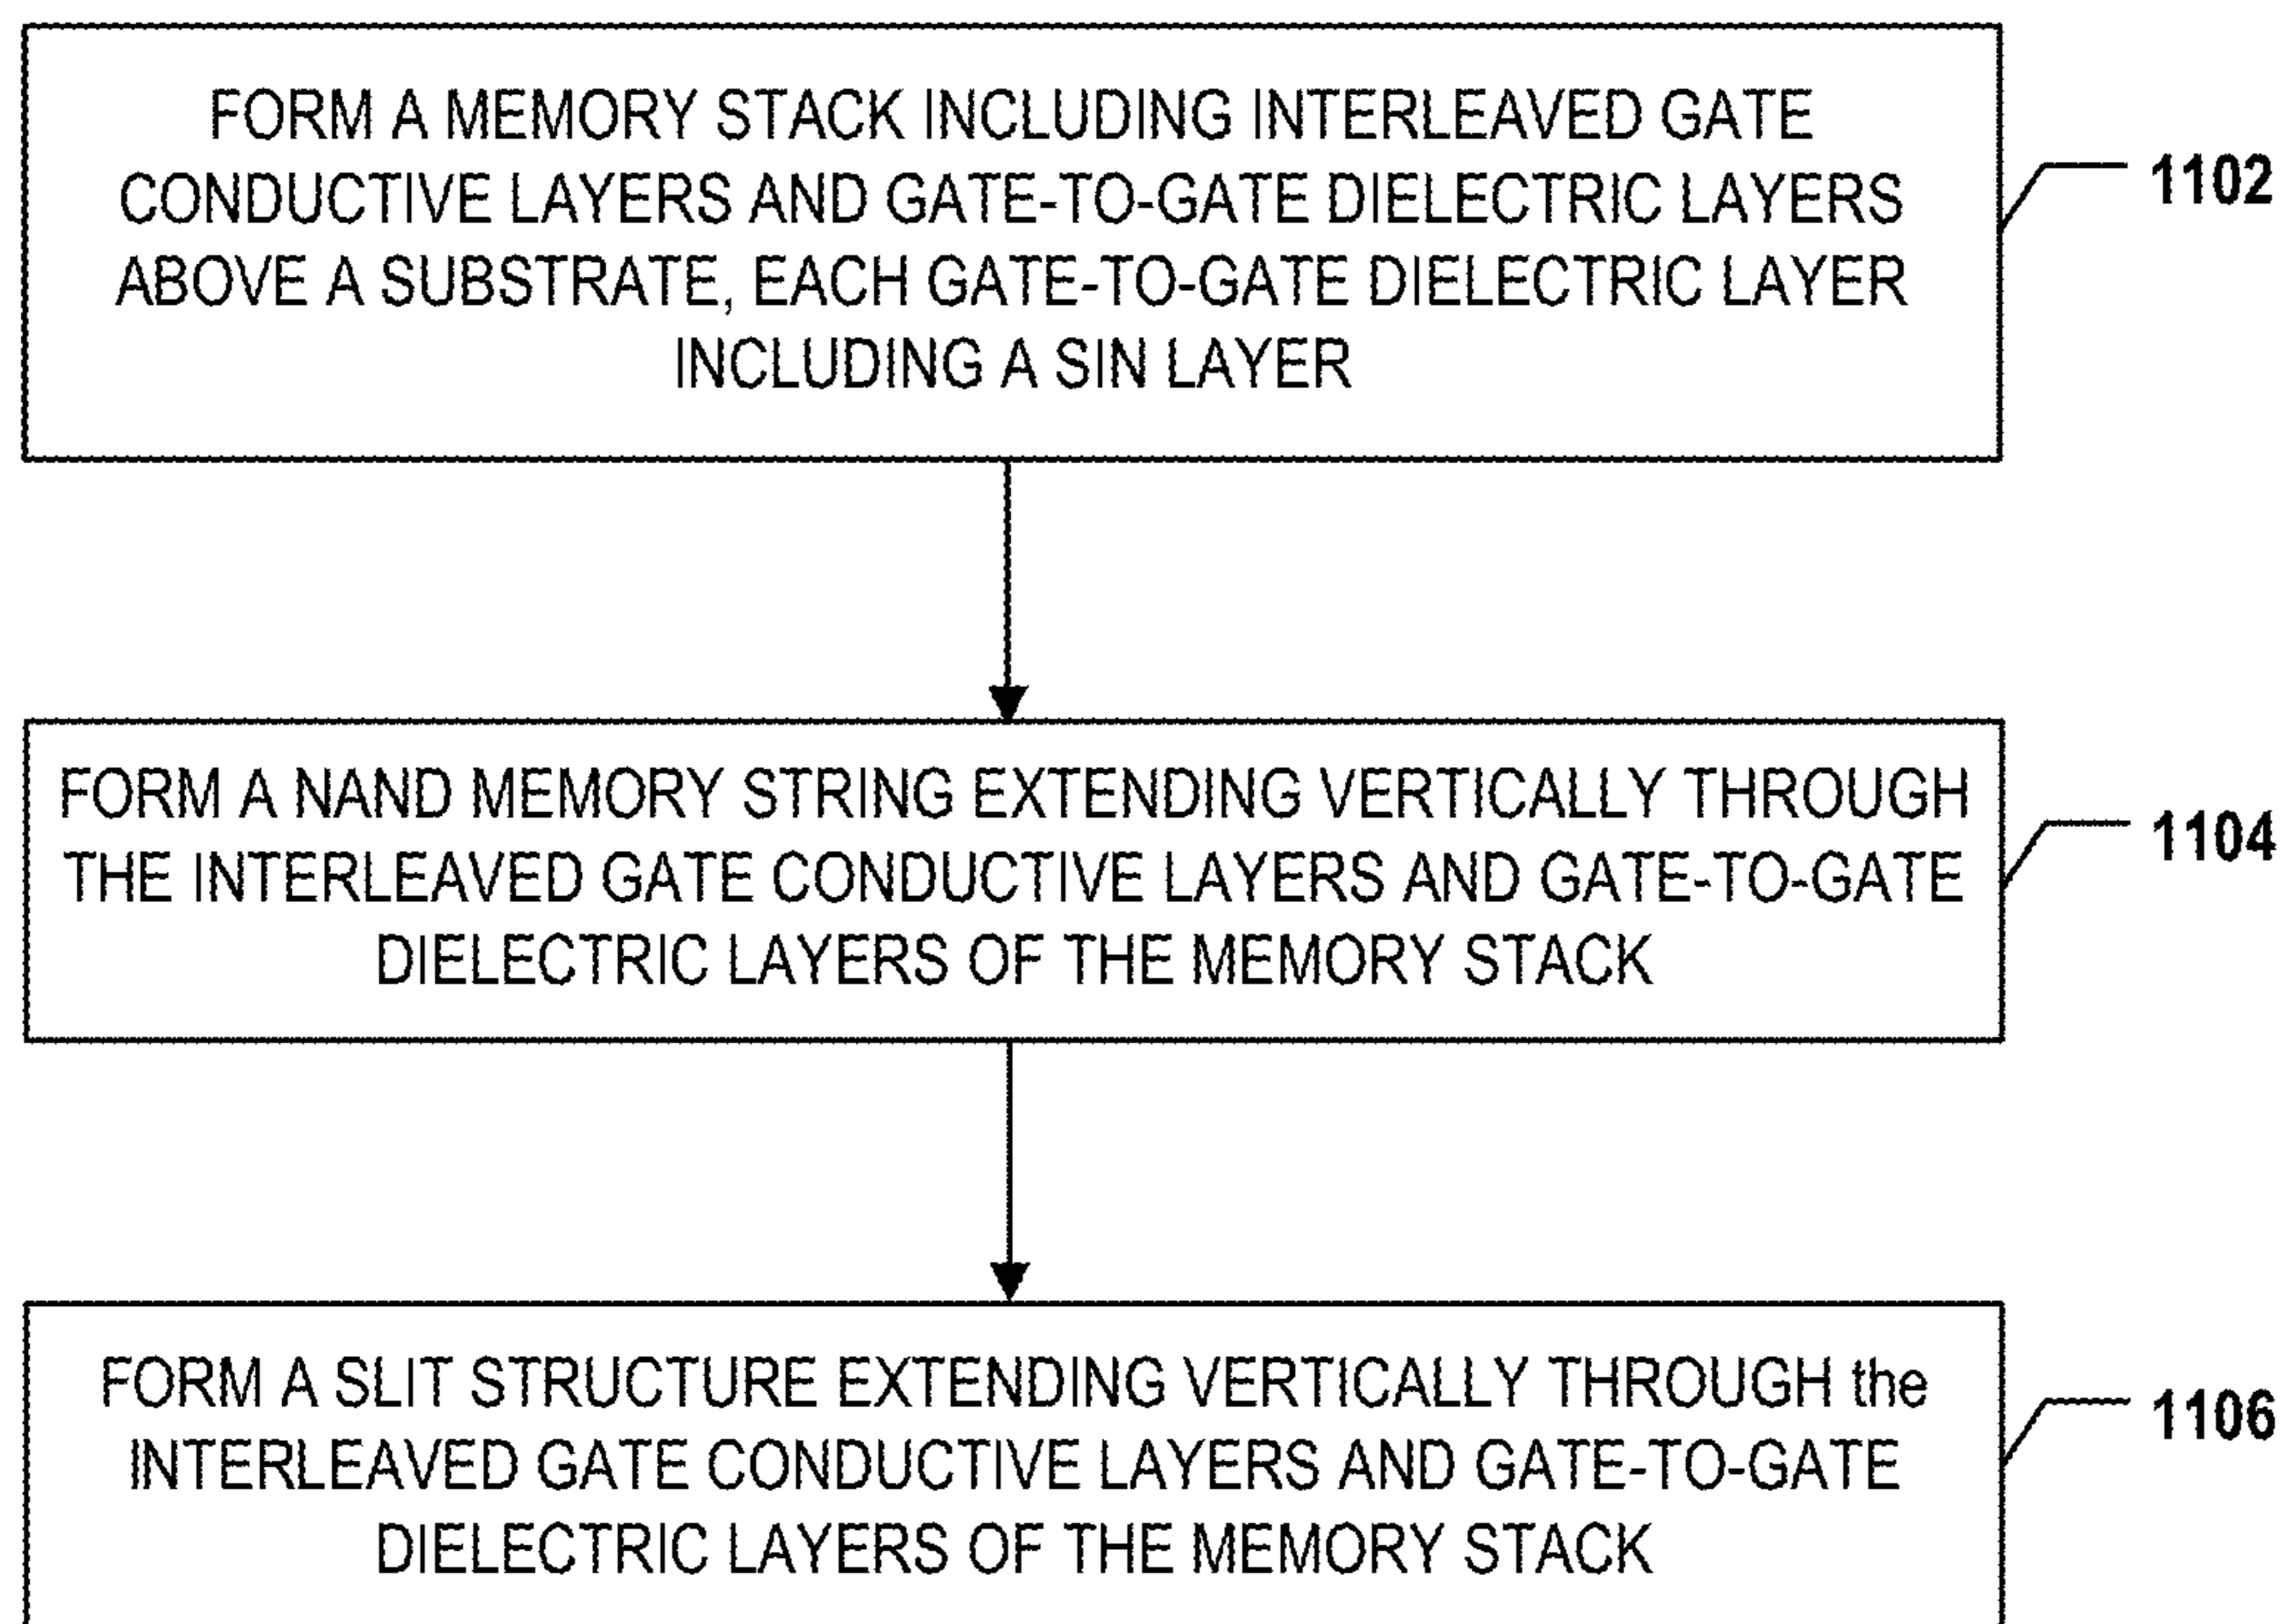 FORM A MEMORY STACK INCLUDING INTERLEAVED GATE
CONDUCTIVE LAYERS AND GATE-TO-GATE DIELECTRIC LAYERS
ABOVE A SUBSTRATE, EACH GATE-TO-GATE DIELECTRIC LAYER
INCLUDING A SIN LAYER
1102
FORM A NAND MEMORY STRING EXTENDING VERTICALLY THROUGH
THE INTERLEAVED GATE CONDUCTIVE LAYERS AND GATE-TO-GATE
DIELECTRIC LAYERS OF THE MEMORY STACK
1104
FORM A SLIT STRUCTURE EXTENDING VERTICALLY THROUGH the
INTERLEAVED GATE CONDUCTIVE LAYERS AND GATE-TO-GATE
DIELECTRIC LAYERS OF THE MEMORY STACK
1106